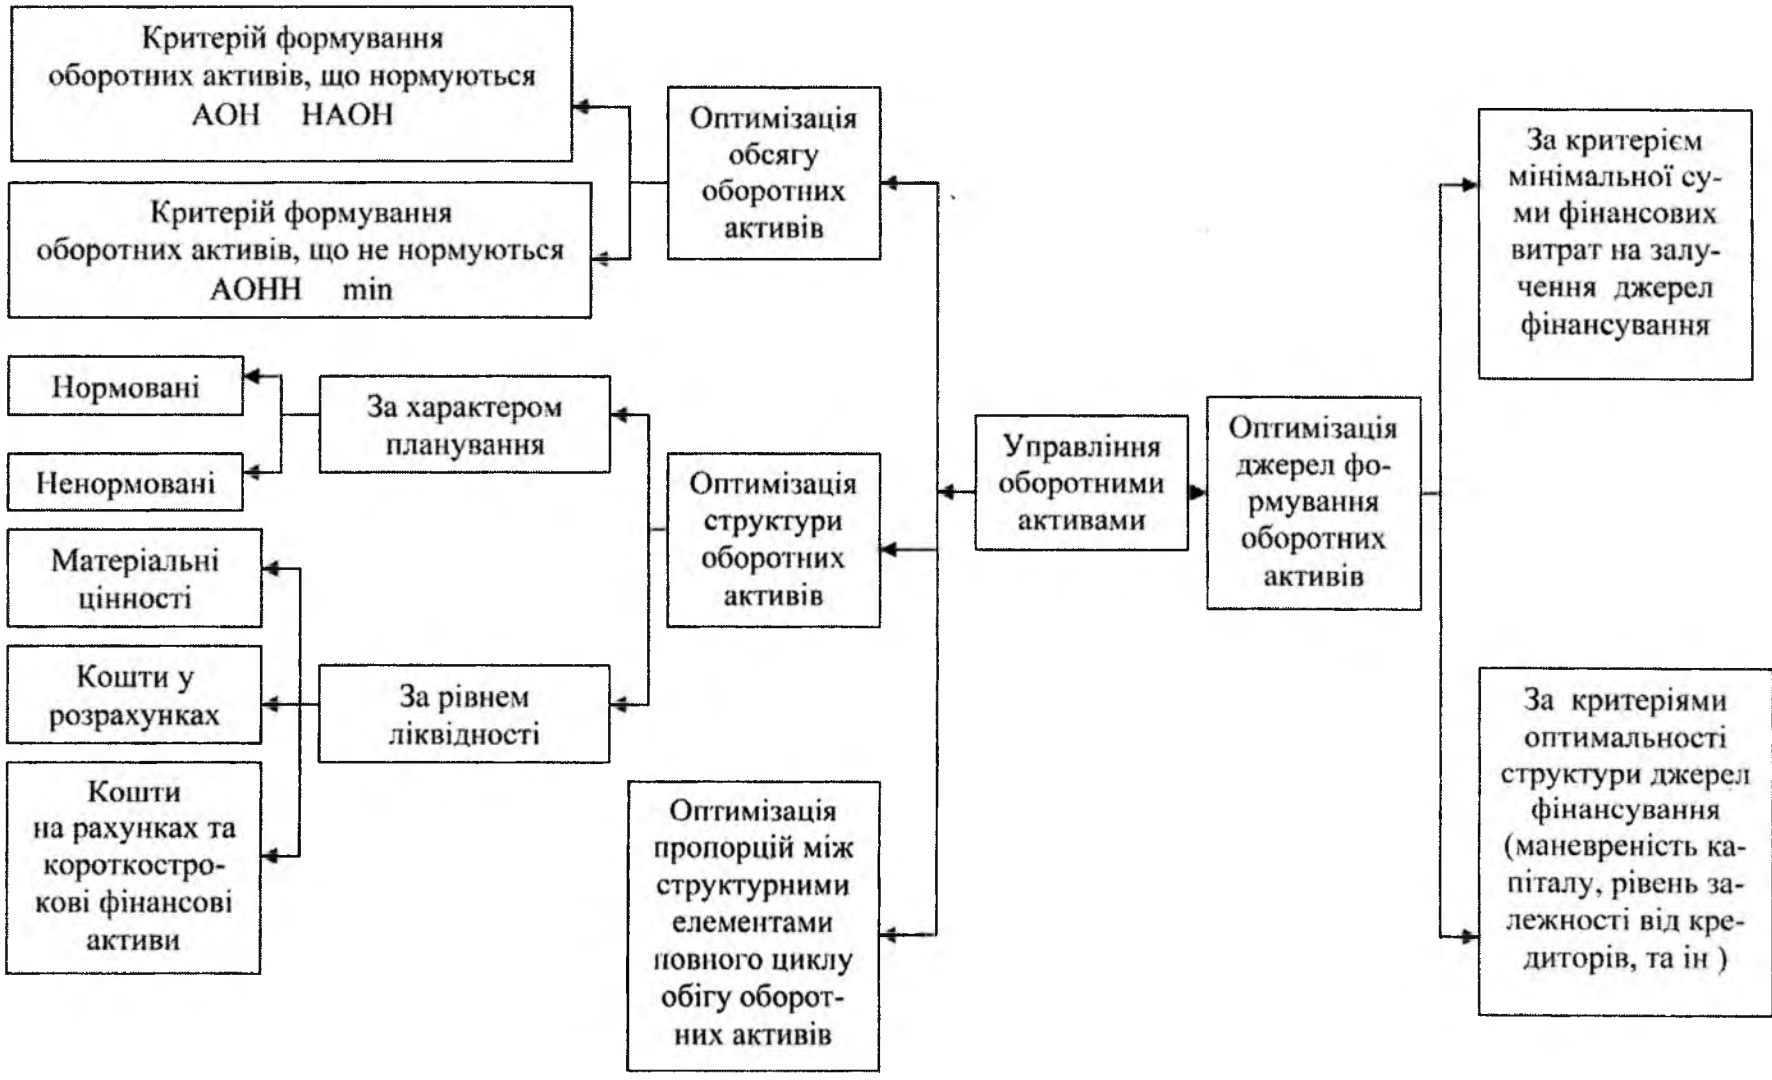 Критерій формування
оборотних активів, що нормуються
АОН НАОН
Критерій формування
оборотних активів, що не нормуються
АОНН min
Оптимізація
обсягу
оборотних
активів
Нормовані
Ненормовані
За характером
планування
Матеріальні
цінності
Кошти у
розрахунках
Кошти
на рахунках та
короткостро-
кові фінансові
активи
За рівнем
ліквідності
Оптимізація
структури
оборотних
активів
Оптимізація
пропорцій між
структурними
елементами
повного циклу
обігу оборот-
них активів
Управління
оборотними
активами
Оптимізація
джерел фо-
рмування
оборотних
активів
За критерієм
мінімальної су-
ми фінансових
витрат на залу-
чення джерел
фінансування
За критеріями
оптимальності
структури джерел
фінансування
(маневреність ка-
піталу, рівень за-
лежності від кре-
диторів, та ін )